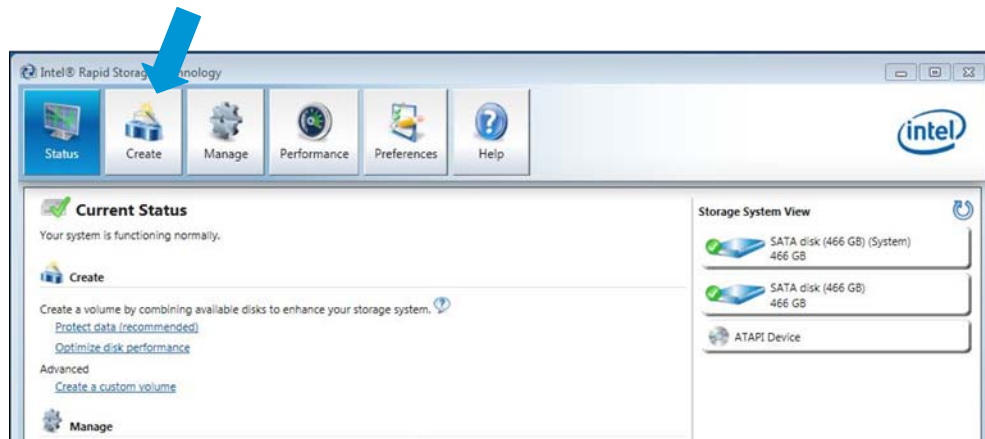 Intel® Rapid Storage Technology
Status
Create
Manage
Performance
Preferences
Help
intel
Current Status
Your system is functioning normally.
Create
Create a volume by combining available disks to enhance your storage system.
Protect data (recommended)
Optimize disk performance
Advanced
Create a custom volume
Manage
Storage System View
SATA disk (466 GB) (System)
466 GB
SATA disk (466 GB)
466 GB
ATAPI Device